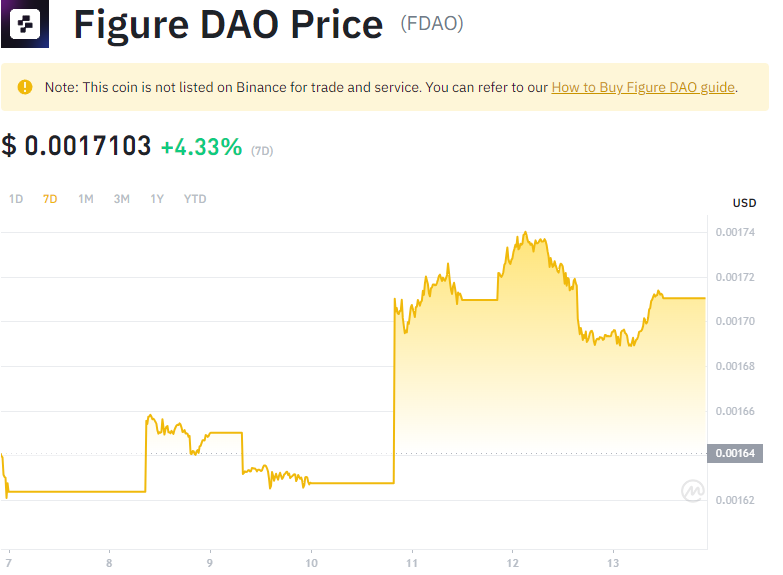 Figure DAO Price (FDAO)
Note: This coin is not listed on Binance for trade and service. You can refer to our How to Buy Figure DAO guide.
$ 0.0017103 +4.33% (7D)
1D 7D 1M 3M 1Y YTD
USD
0.00174
0.00172
0.00170
0.00168
0.00166
0.00164
0.00162
7 8 9 10 11 12 13